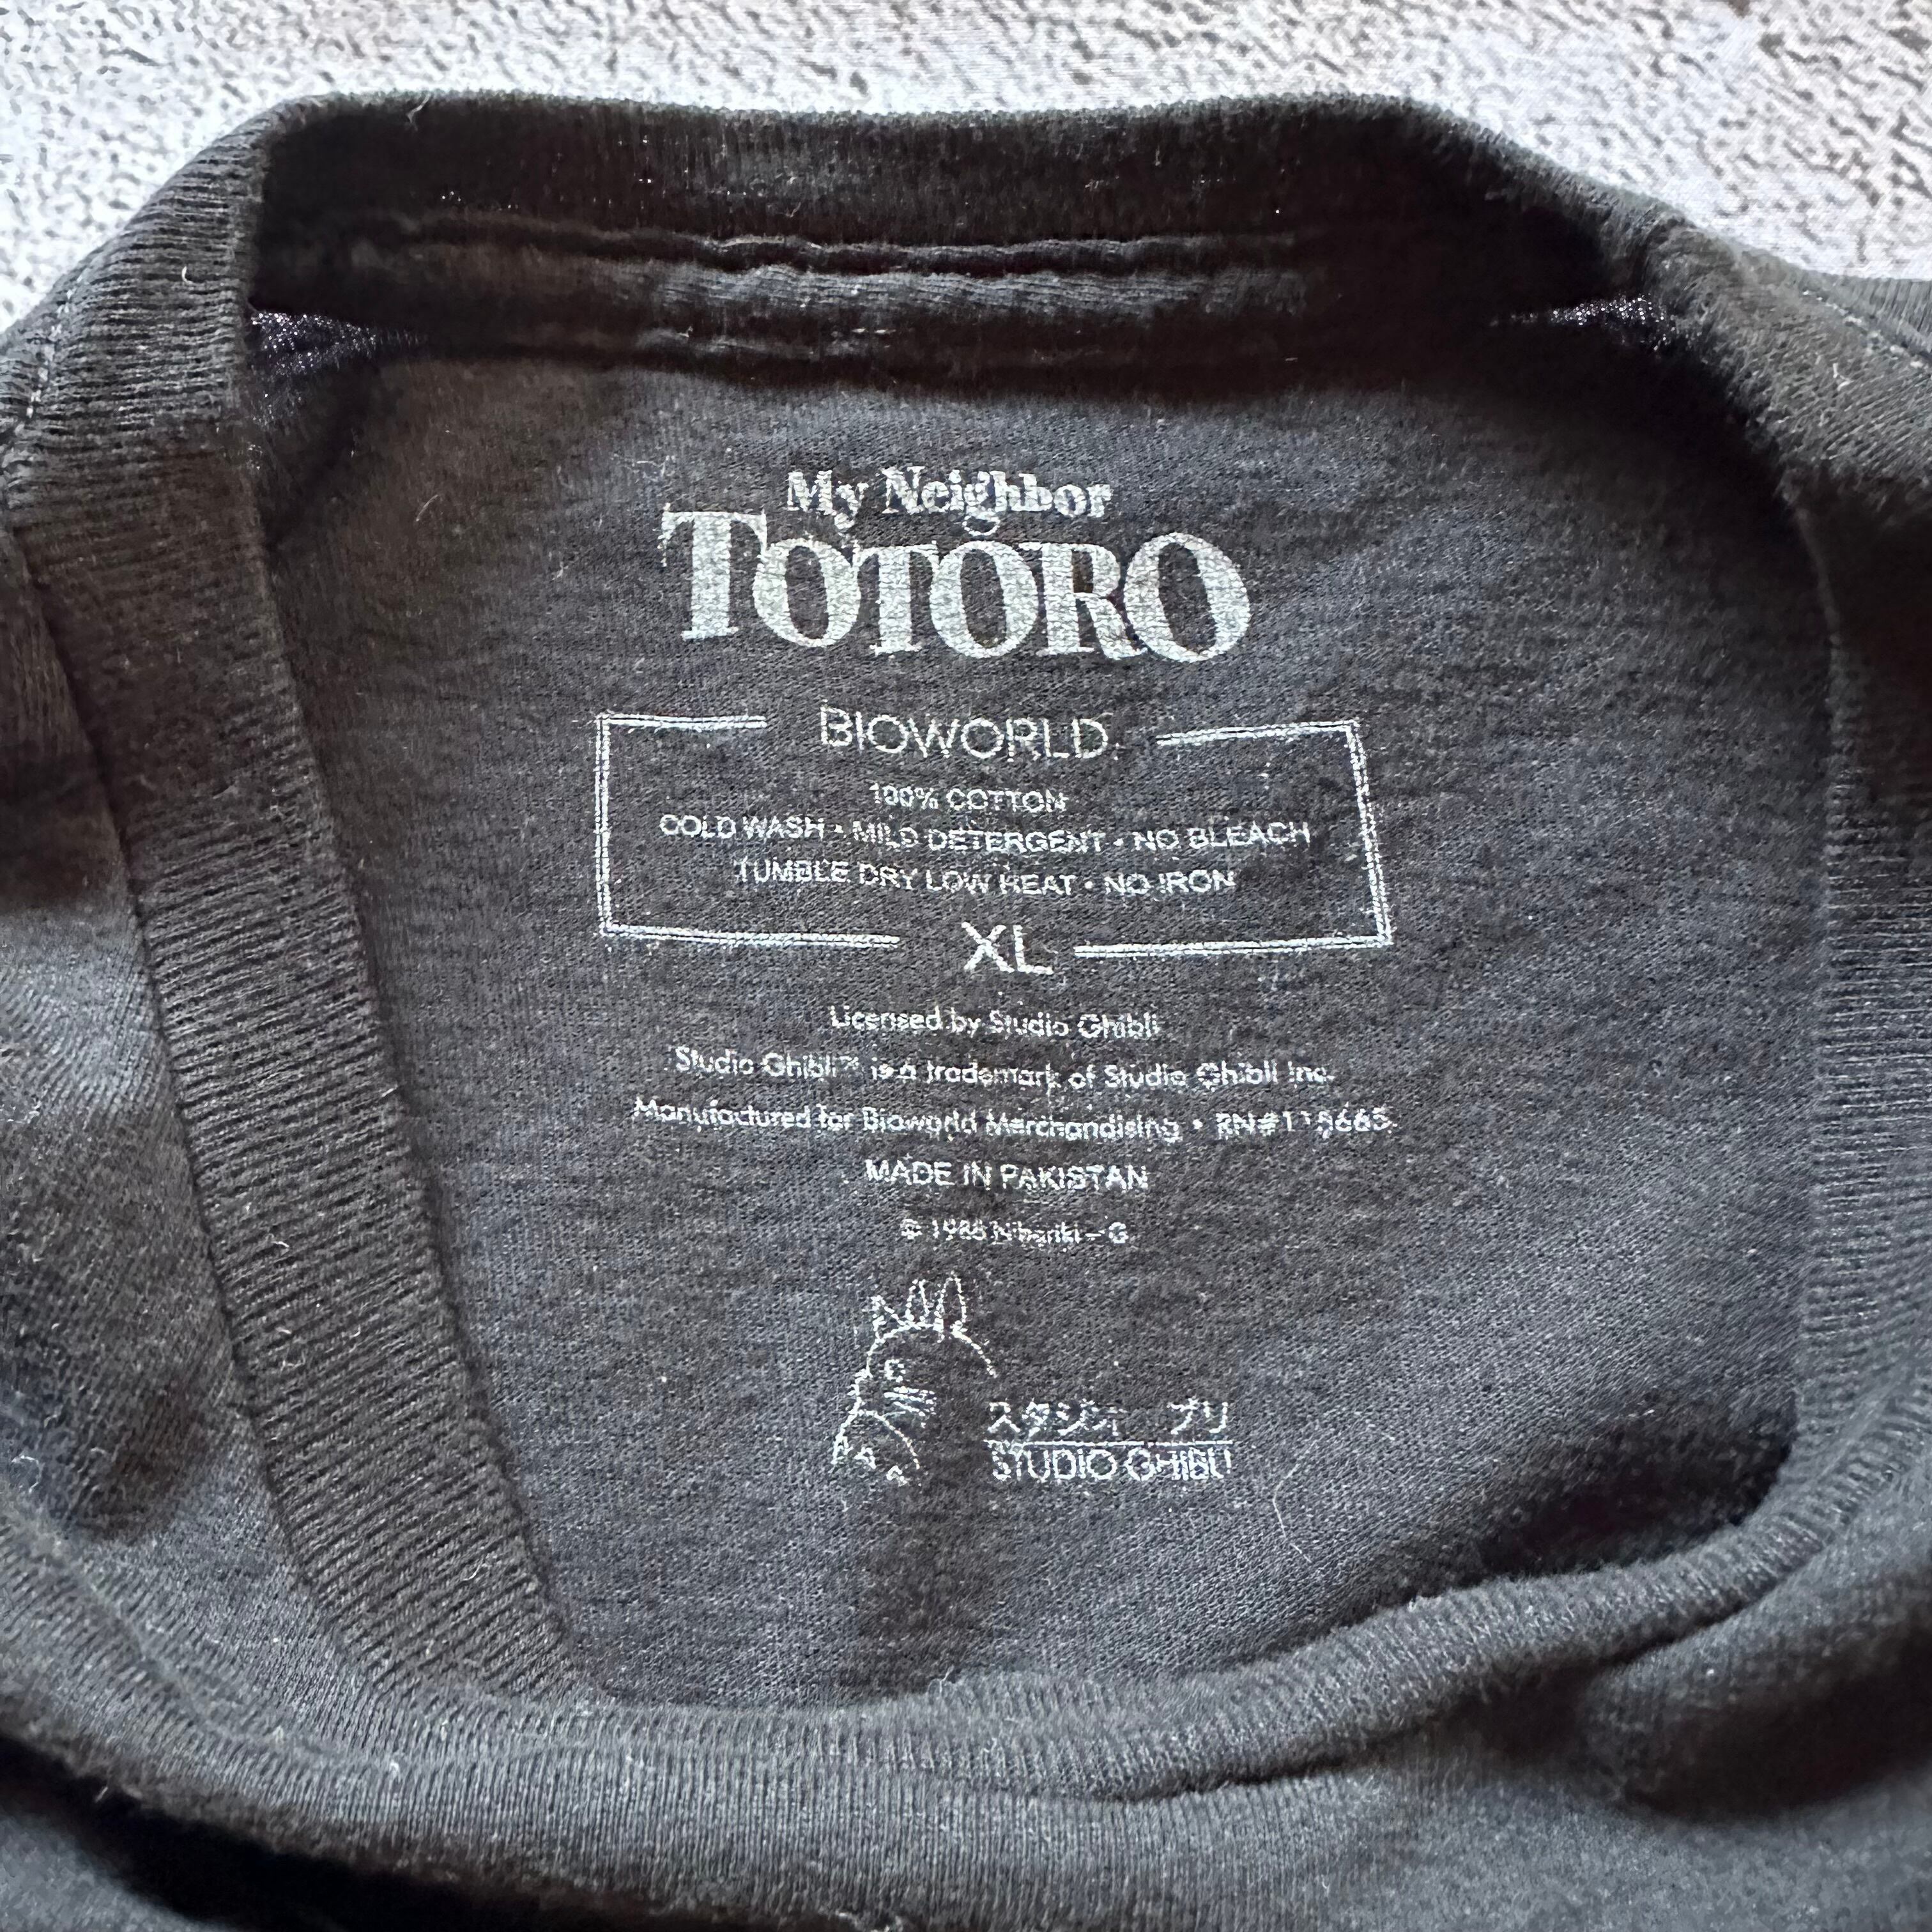 My Neighbor
TOTORO
BIOWORLD
100% COTTON
COLD WASH • MILD DETERGENT • NO BLEACH
TUMBLE DRY LOW HEAT • NO IRON
XL
Licensed by Studio Ghibli
Studio Ghibli™ is a trademark of Studio Ghibli Inc.
Manufactured for Bioworld Merchandising •
MADE IN PAKISTAN
© 1988 Nibariki - G
STUDIO GHIBLI